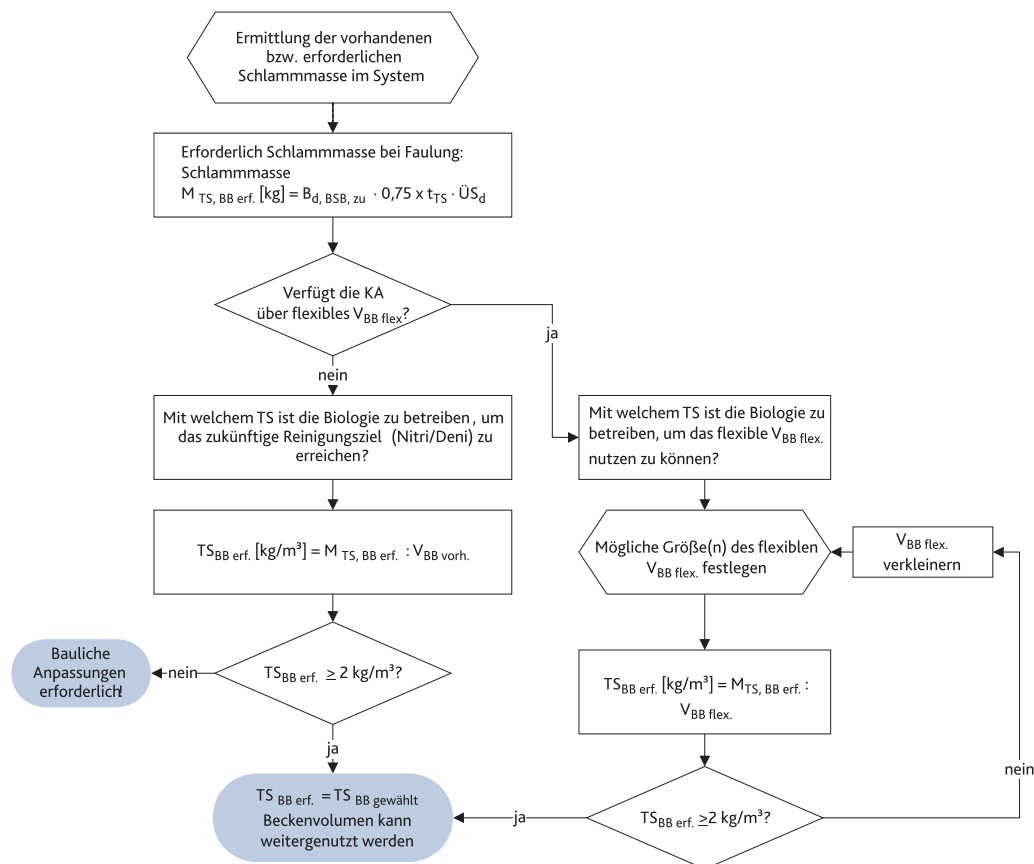 Ermittlung der vorhandenen
bzw. erforderlichen
Schlammmasse im System
Erforderlich Schlammmasse bei Faulung:
Schlammmasse
M TS, BB erf. [kg] = Bd, BSB, zu · 0,75 x tTS · ÜSd
Verfügt die KA
über flexibles VBB flex?
ja
nein
Mit welchem TS ist die Biologie zu betreiben, um
das zukünftige Reinigungsziel (Nitri/Deni) zu
erreichen?
Mit welchem TS ist die Biologie zu
betreiben, um das flexible VBB flex.
nutzen zu können?
TSBB erf. [kg/m³] = M TS, BB erf. : VBB vorh.
Mögliche Größe(n) des flexiblen
VBB flex. festlegen
VBB flex.
verkleinern
Bauliche
Anpassungen
erforderlich!
nein
TSBB erf. ≥ 2 kg/m³?
TSBB erf. [kg/m³] = MTS, BB erf. :
VBB flex.
ja
nein
TS BB erf. = TS BB gewählt
Beckenvolumen kann
weitergenutzt werden
ja
TSBB erf. ≥2 kg/m³?